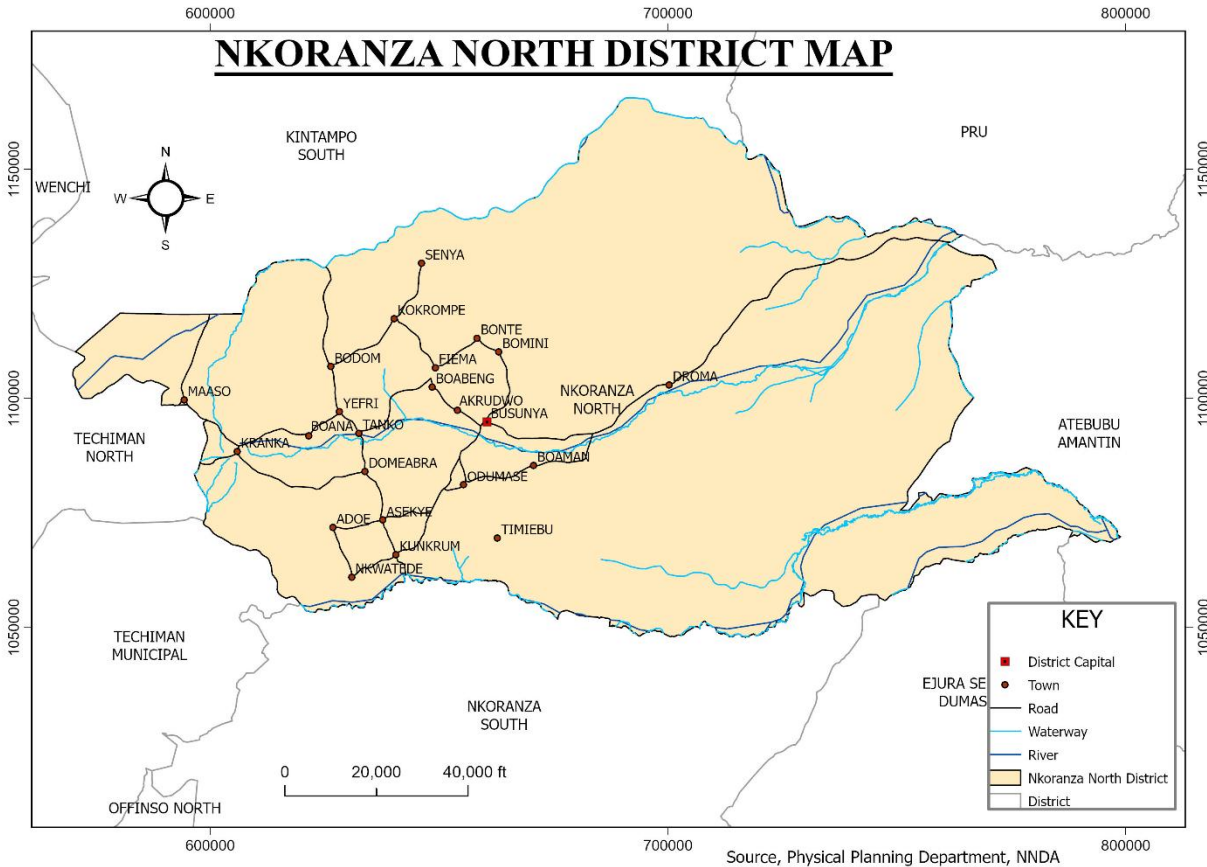 600000
700000
800000
NKORANZA NORTH DISTRICT MAP
KINTAMPO
SOUTH
PRU
1150000
1150000
WENCHI
N
W
E
S
SENYA
KOKROMPE
BONTE
BOMINI
BODOM
FIEMA
BOABENG
DROMA
MAASO
NKORANZA
NORTH
YEFRI
AKRUDWO
BUSUNYA
1100000
1100000
BOANA
TANKO
TECHIMAN
NORTH
KRANKA
ATEBUBU
AMANTIN
DOMEABRA
BOAMAN
ODUMASE
ADOE
ASEKYE
TIMIEBU
KUNKRUM
NKWATEDE
1050000
1050000
TECHIMAN
MUNICIPAL
NKORANZA
SOUTH
EJURA SE
DUMAS
KEY
District Capital
Town
Road
Waterway
River
Nkoranza North District
District
0
20,000
40,000 ft
OFFINSO NORTH
600000
700000
800000
Source, Physical Planning Department, NNDA